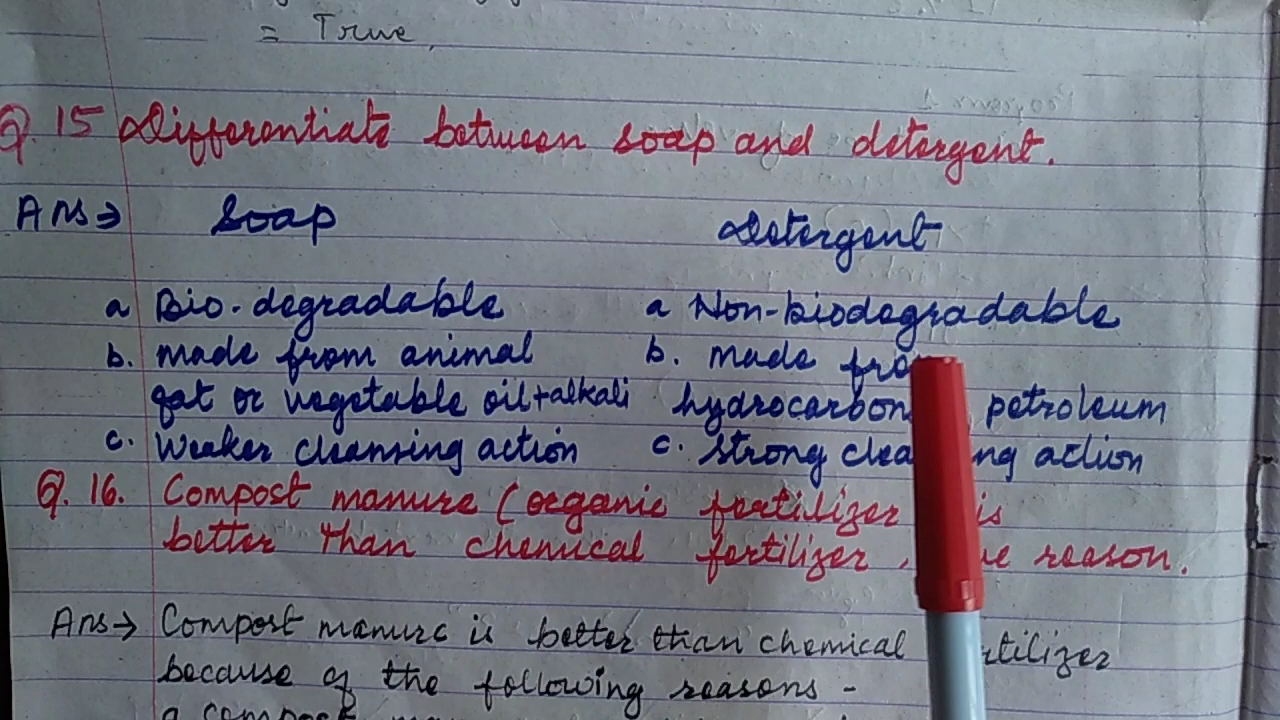 = True,
Q. 15 Differentiate between soap and detergent.
Ans⇒ Soap Detergent
a Bio-degradable a Non-biodegradable
b. made from animal b. made fro
fat or vegetable oil+alkali hydrocarbon petroleum
c. Weaker cleansing action c. Strong clea ng action
Q. 16. Compost manure (organic fertilizer is
better than chemical fertilizer, reason.
Ans→ Compost manure is better than chemical rtilizer
because of the following reasons -
a compost